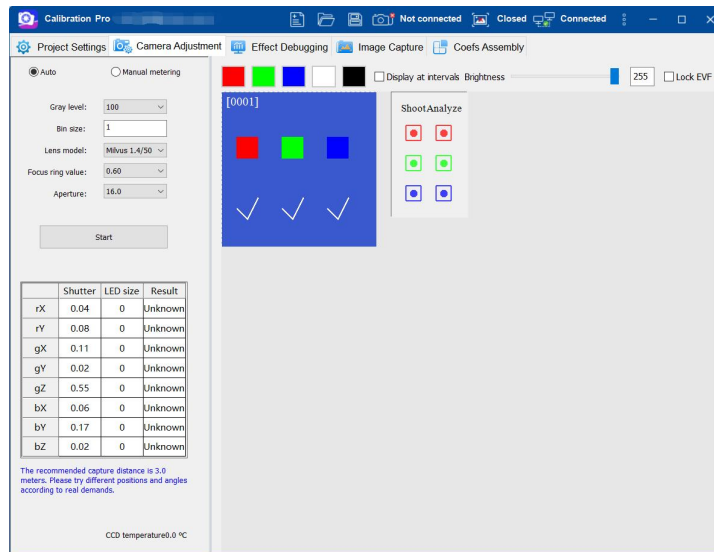 Calibration Pro
Not connected Closed Connected
Project Settings Camera Adjustment Effect Debugging Image Capture Coefs Assembly
Auto Manual metering
Display at intervals Brightness 255 Lock EVF
Gray level: 100
Bin size: 1
Lens model: Milvus 1.4/50
Focus ring value: 0.60
Aperture: 16.0
Start
[0001]
Shoot Analyze
Shutter LED size Result
rX 0.04 0 Unknown
rY 0.08 0 Unknown
gX 0.11 0 Unknown
gY 0.02 0 Unknown
gZ 0.55 0 Unknown
bX 0.06 0 Unknown
bY 0.17 0 Unknown
bZ 0.02 0 Unknown
The recommended capture distance is 3.0
meters. Please try different positions and angles
according to real demands.
CCD temperature0.0 ºC